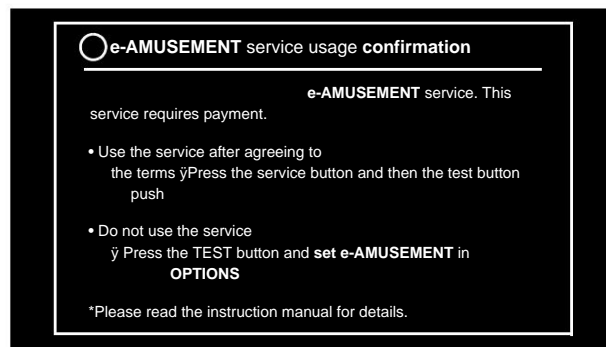 e-AMUSEMENT service usage confirmation
e-AMUSEMENT service. This
service requires payment.
• Use the service after agreeing to
the terms ÿPress the service button and then the test button
push
• Do not use the service
ÿ Press the TEST button and set e-AMUSEMENT in
OPTIONS
*Please read the instruction manual for details.